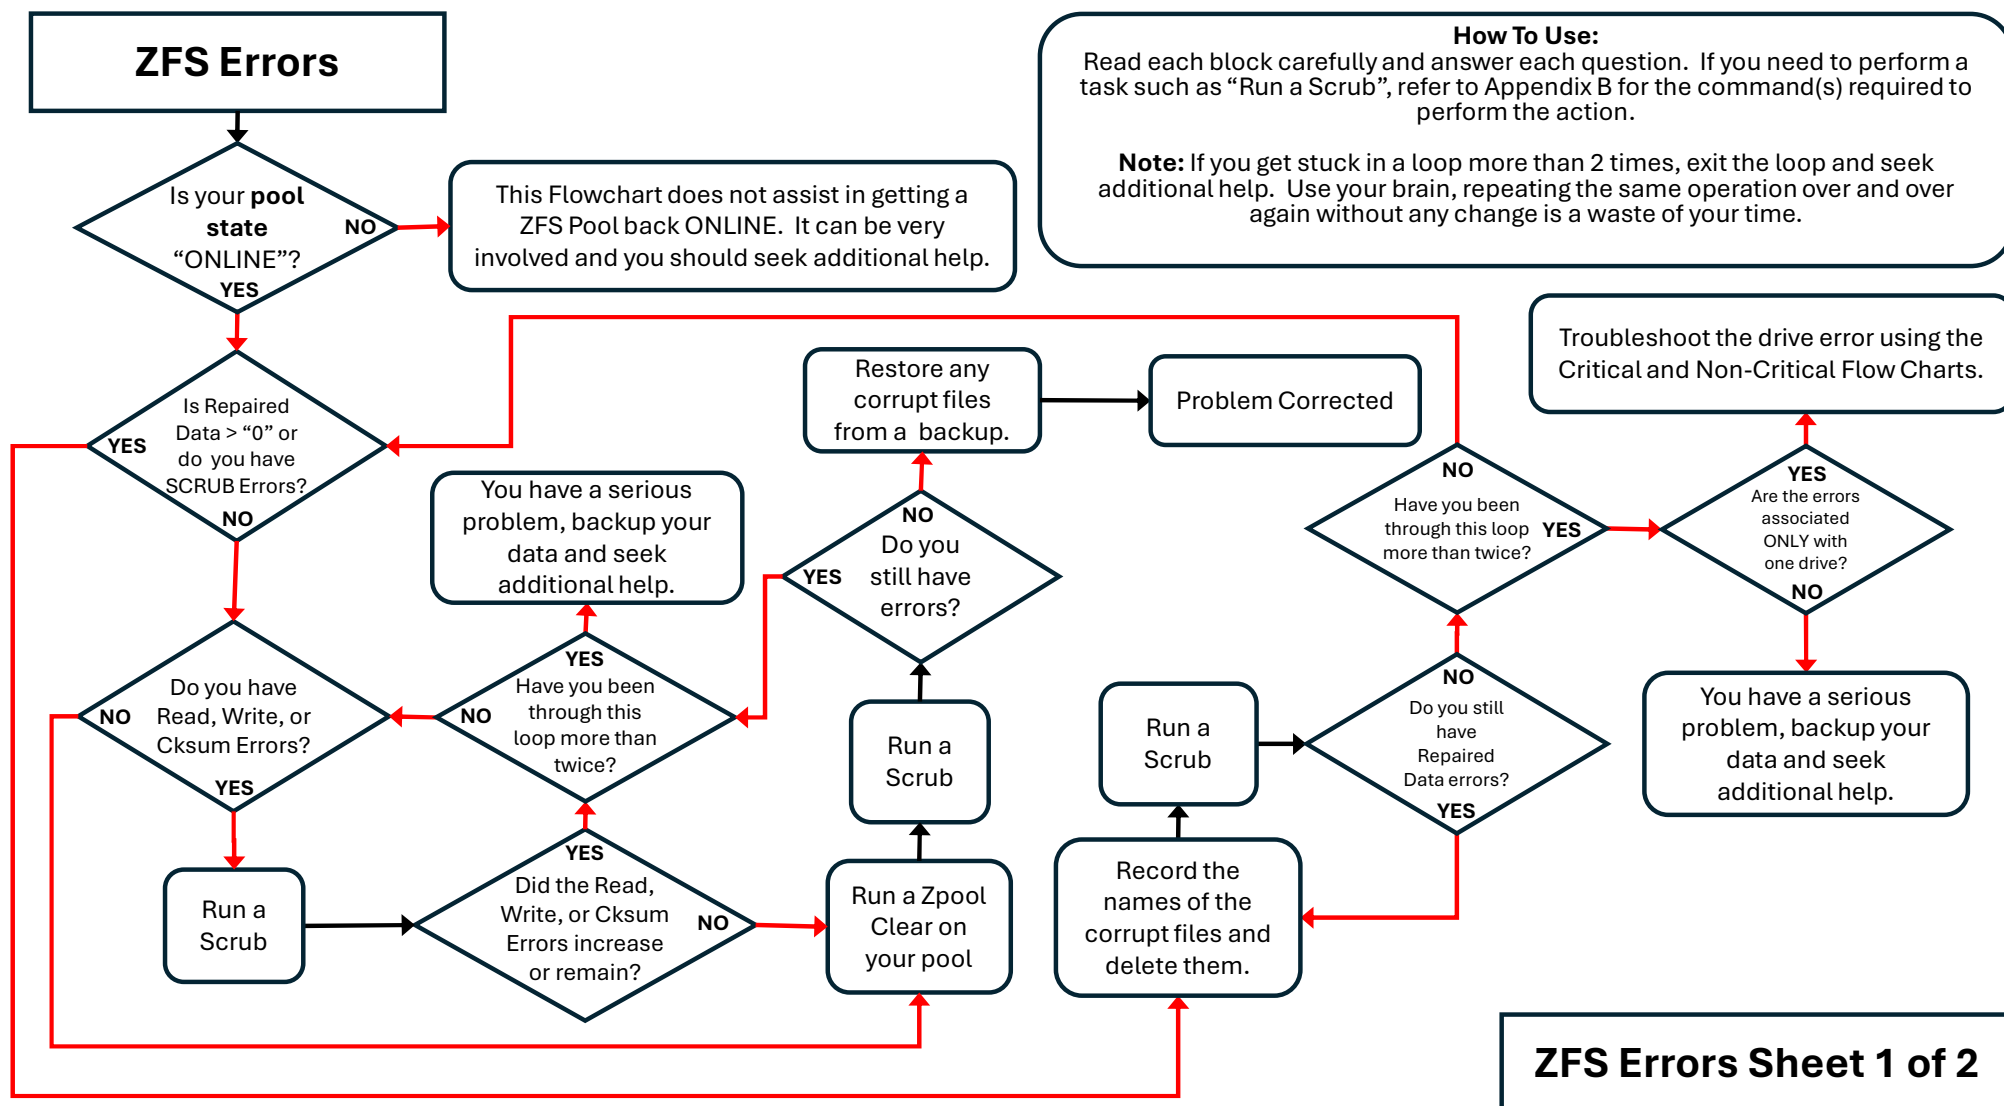 ZFS Errors
How To Use:
Read each block carefully and answer each question.  If you need to perform a
task such as “Run a Scrub”, refer to Appendix B for the command(s) required to
perform the action.
Note: If you get stuck in a loop more than 2 times, exit the loop and seek
additional help.  Use your brain, repeating the same operation over and over
again without any change is a waste of your time.
Is your pool
state
“ONLINE”?
NO
YES
This Flowchart does not assist in getting a
ZFS Pool back ONLINE.  It can be very
involved and you should seek additional help.
Is Repaired
Data > “0” or
do  you have
SCRUB Errors?
YES
NO
You have a serious
problem, backup your
data and seek
additional help.
Restore any
corrupt files
from a  backup.
Problem Corrected
Troubleshoot the drive error using the
Critical and Non-Critical Flow Charts.
NO
Do you
still have
errors?
YES
NO
Have you been
through this loop
more than twice?
YES
YES
Are the errors
associated
ONLY with
one drive?
NO
Do you have
Read, Write, or
Cksum Errors?
NO
YES
YES
Have you been
through this
loop more than
twice?
NO
Run a
Scrub
Run a
Scrub
NO
Do you still
have
Repaired
Data errors?
YES
You have a serious
problem, backup your
data and seek
additional help.
Run a
Scrub
YES
Did the Read,
Write, or Cksum
Errors increase
or remain?
NO
Run a Zpool
Clear on
your pool
Record the
names of the
corrupt files and
delete them.
ZFS Errors Sheet 1 of 2